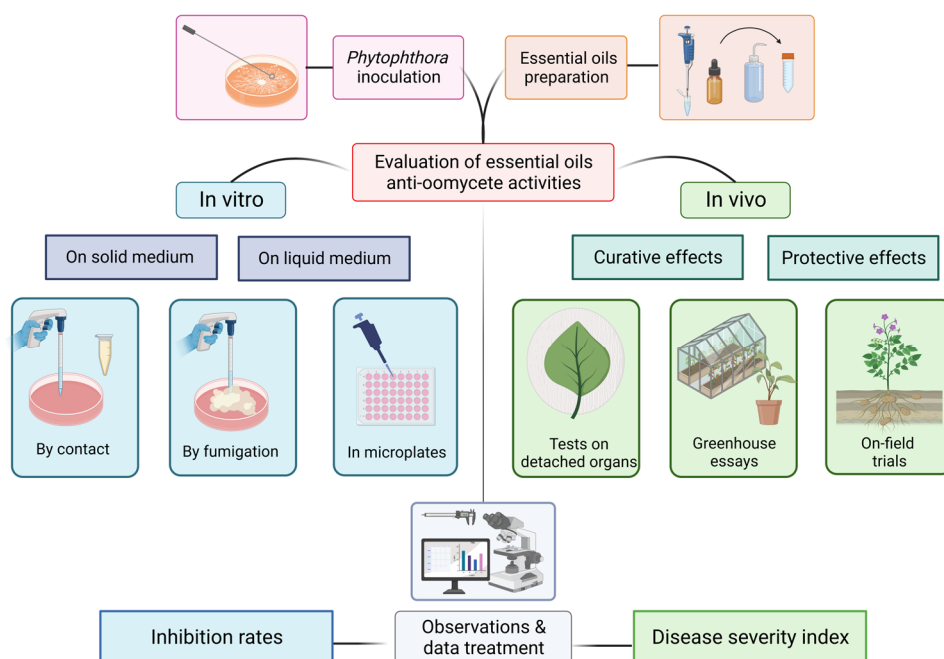 Phytophthora
inoculation
Essential oils
preparation
Evaluation of essential oils
anti-oomycete activities
In vitro
In vivo
On solid medium
On liquid medium
Curative effects
Protective effects
By contact
By fumigation
In microplates
Tests on
detached organs
Greenhouse
essays
On-field
trials
Observations &
data treatment
Inhibition rates
Disease severity index